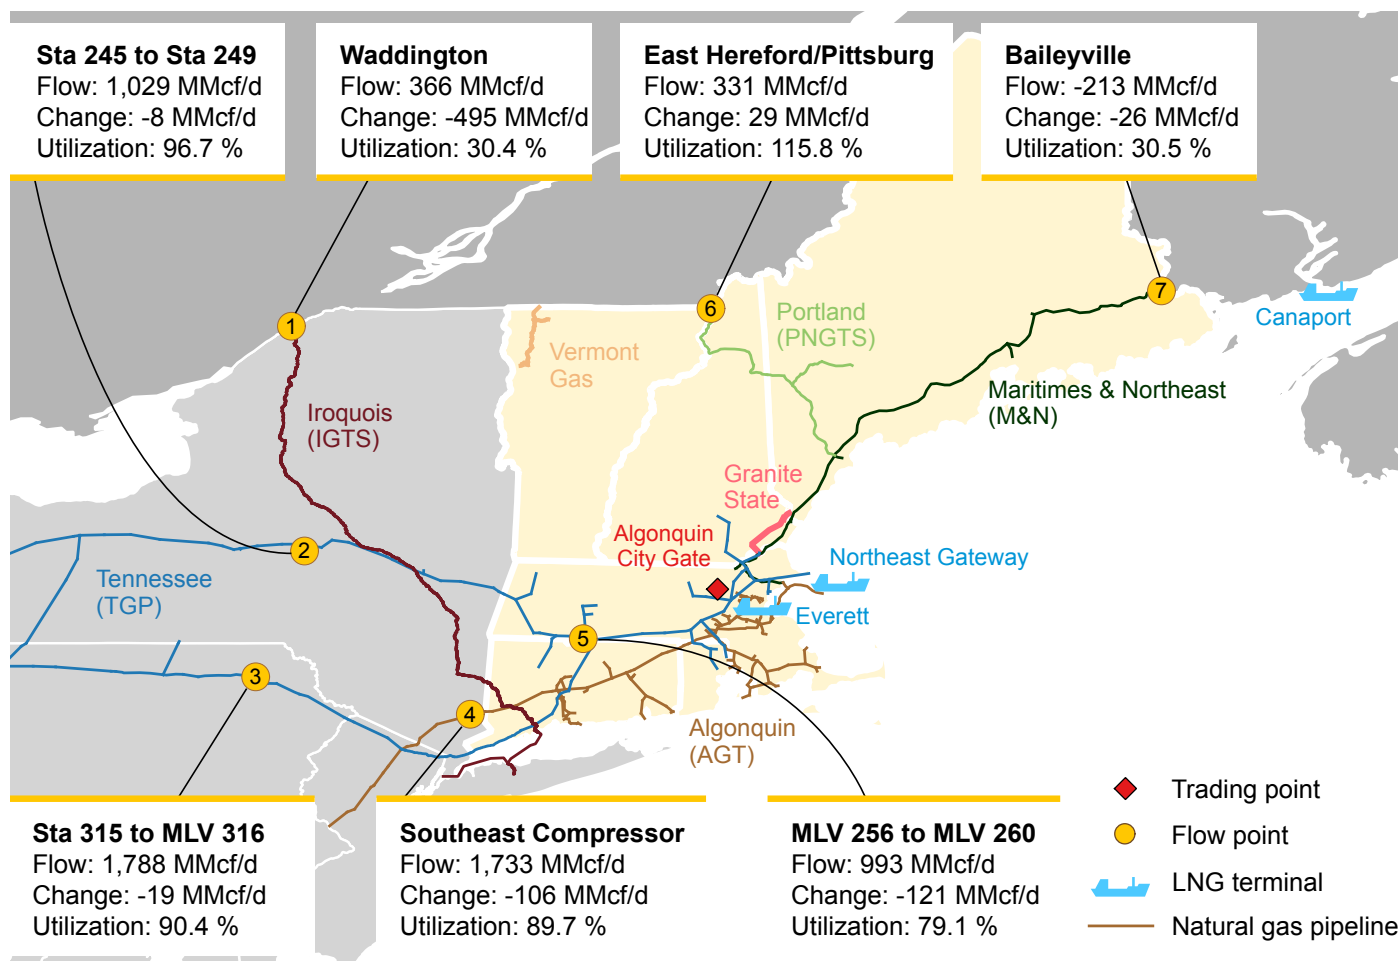 Sta 245 to Sta 249
Flow: 1,029 MMcf/d
Change: -8 MMcf/d
Utilization: 96.7 %
Waddington
Flow: 366 MMcf/d
Change: -495 MMcf/d
Utilization: 30.4 %
East Hereford/Pittsburg
Flow: 331 MMcf/d
Change: 29 MMcf/d
Utilization: 115.8 %
Baileyville
Flow: -213 MMcf/d
Change: -26 MMcf/d
Utilization: 30.5 %
7
6
1
Canaport
Portland
(PNGTS)
Vermont
Gas
Maritimes & Northeast
(M&N)
Iroquois
(IGTS)
Granite
State
Algonquin
City Gate
2
Northeast Gateway
Tennessee
(TGP)
Everett
5
3
4
Algonquin
(AGT)
Sta 315 to MLV 316
Flow: 1,788 MMcf/d
Change: -19 MMcf/d
Utilization: 90.4 %
Southeast Compressor
Flow: 1,733 MMcf/d
Change: -106 MMcf/d
Utilization: 89.7 %
MLV 256 to MLV 260
Flow: 993 MMcf/d
Change: -121 MMcf/d
Utilization: 79.1 %
Trading point
Flow point
LNG terminal
Natural gas pipeline